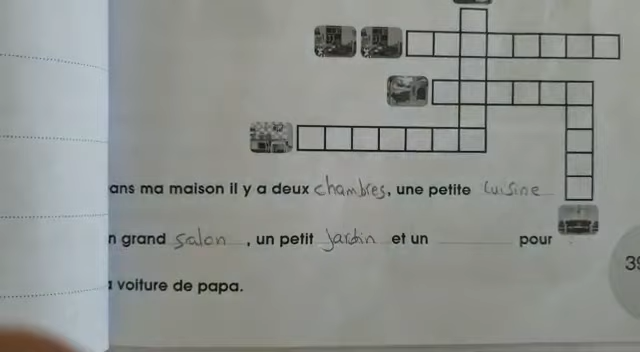 ans ma maison il y a deux chambres, une petite cuisine
n grand salon, un petit jardin et un pour
voiture de papa.
39